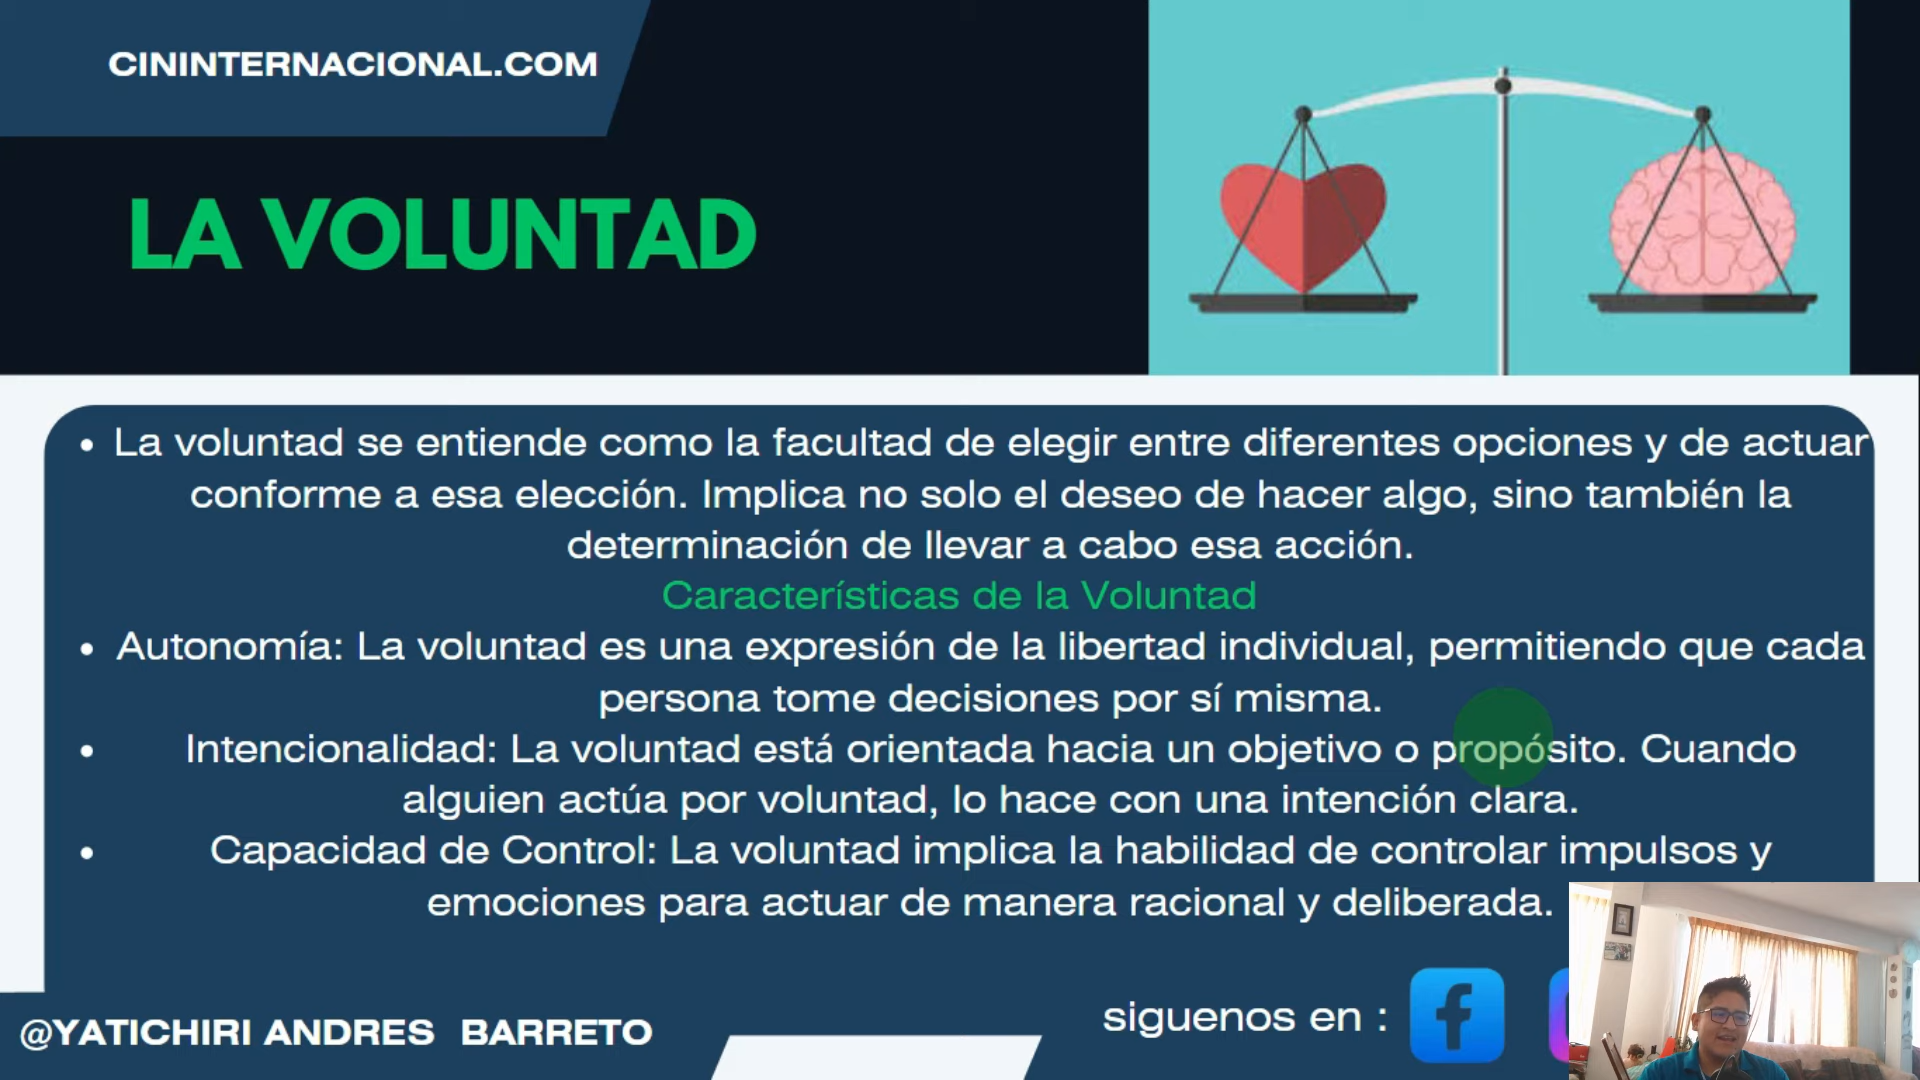 CININTERNACIONAL.COM
LA VOLUNTAD
• La voluntad se entiende como la facultad de elegir entre diferentes opciones y de actuar
conforme a esa elección. Implica no solo el deseo de hacer algo, sino también la
determinación de llevar a cabo esa acción.
Características de la Voluntad
• Autonomía: La voluntad es una expresión de la libertad individual, permitiendo que cada
persona tome decisiones por sí misma.
• Intencionalidad: La voluntad está orientada hacia un objetivo o propósito. Cuando
alguien actúa por voluntad, lo hace con una intención clara.
• Capacidad de Control: La voluntad implica la habilidad de controlar impulsos y
emociones para actuar de manera racional y deliberada.
@YATICHIRI ANDRES BARRETO
siguenos en :